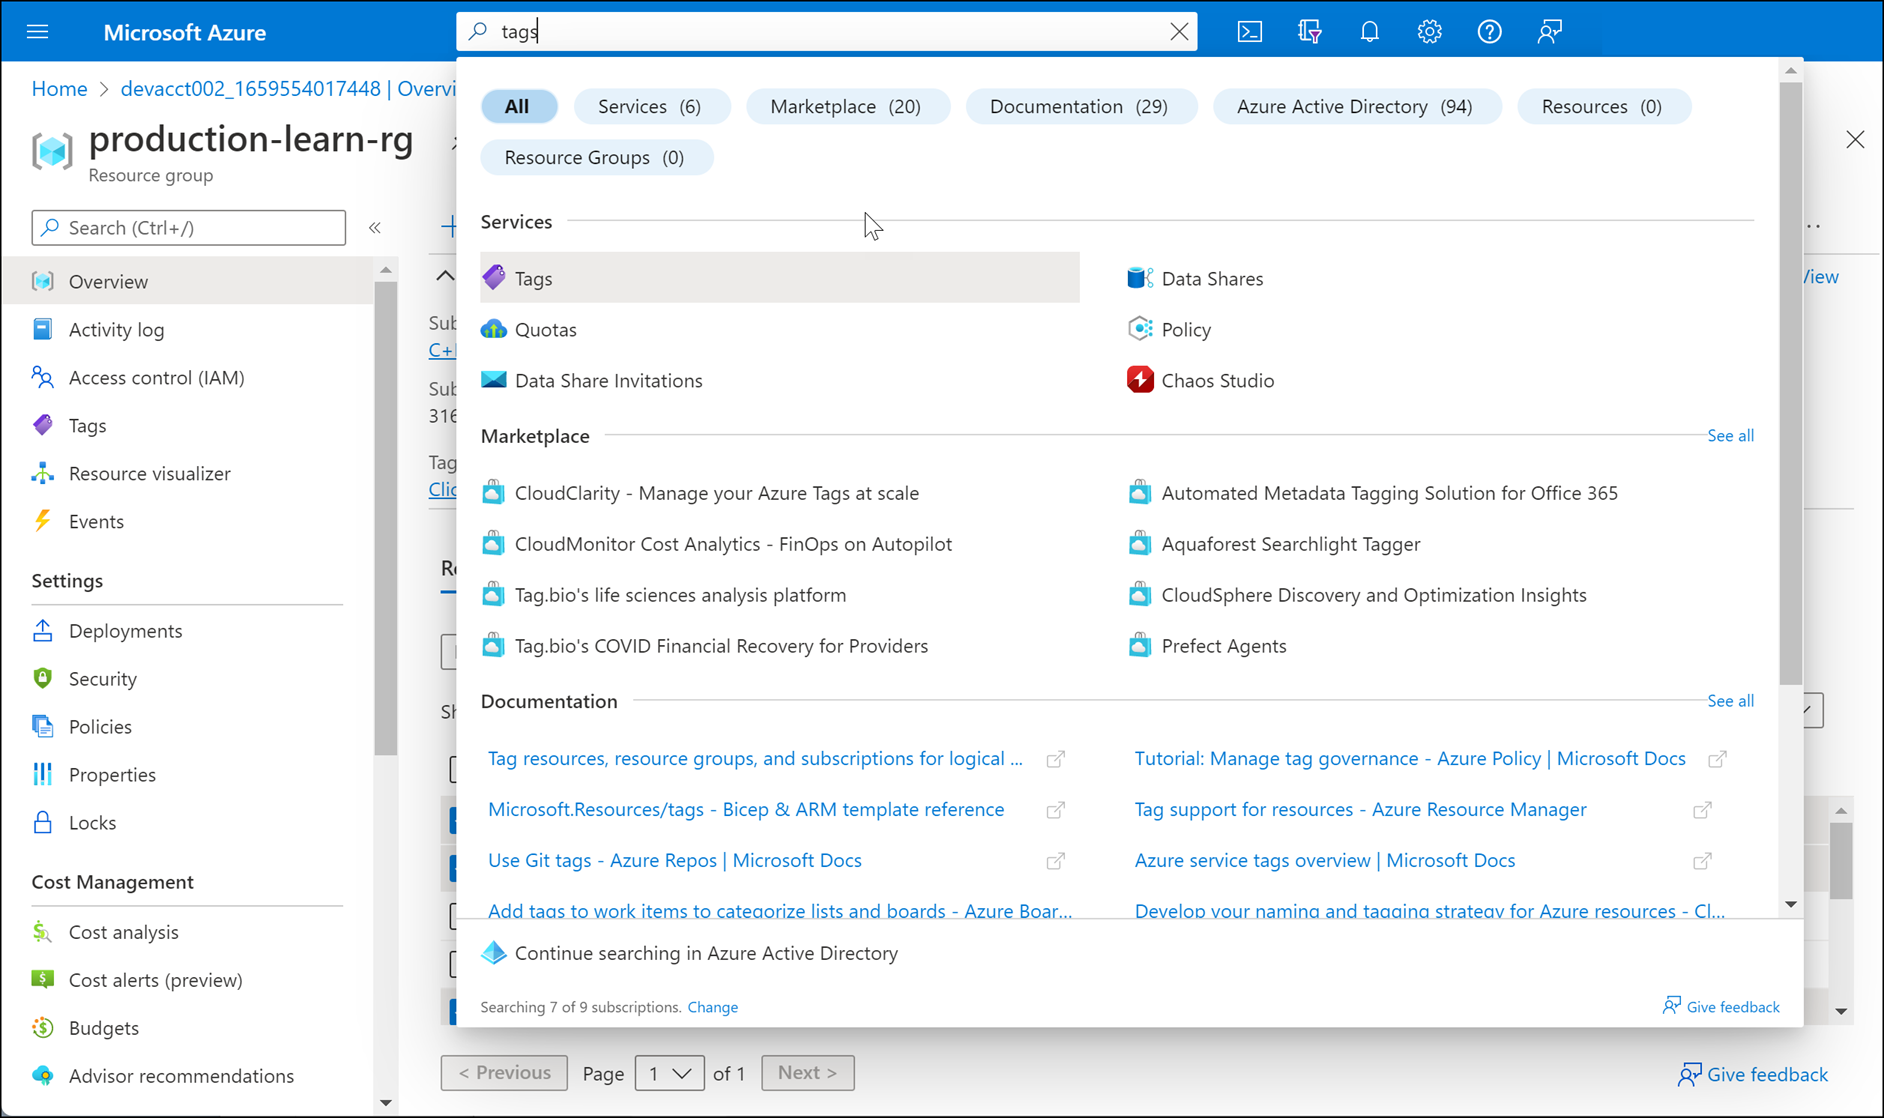 Microsoft Azure
tags
Home > devacct002_1659554017448 | Overvi
production-learn-rg
Resource group
Search (Ctrl+/)
«
Overview
Activity log
Access control (IAM)
Tags
Resource visualizer
Events
Settings
Deployments
Security
Policies
Properties
Locks
Cost Management
Cost analysis
Cost alerts (preview)
Budgets
Advisor recommendations
All
Services (6)
Marketplace (20)
Documentation (29)
Azure Active Directory (94)
Resources (0)
Resource Groups (0)
Services
Tags
Data Shares
Quotas
Policy
Data Share Invitations
Chaos Studio
Marketplace
See all
CloudClarity - Manage your Azure Tags at scale
Automated Metadata Tagging Solution for Office 365
CloudMonitor Cost Analytics - FinOps on Autopilot
Aquaforest Searchlight Tagger
Tag.bio's life sciences analysis platform
CloudSphere Discovery and Optimization Insights
Tag.bio's COVID Financial Recovery for Providers
Prefect Agents
Documentation
See all
Tag resources, resource groups, and subscriptions for logical ...
Tutorial: Manage tag governance - Azure Policy | Microsoft Docs
Microsoft.Resources/tags - Bicep & ARM template reference
Tag support for resources - Azure Resource Manager
Use Git tags - Azure Repos | Microsoft Docs
Azure service tags overview | Microsoft Docs
Add tags to work items to categorize lists and boards - Azure Boar...
Develop your naming and tagging strategy for Azure resources - Cl...
Continue searching in Azure Active Directory
Searching 7 of 9 subscriptions. Change
Give feedback
Sub
C+
Sub
316
Tag
Clic
View
Sh
< Previous
Page 1 of 1
Next >
Give feedback